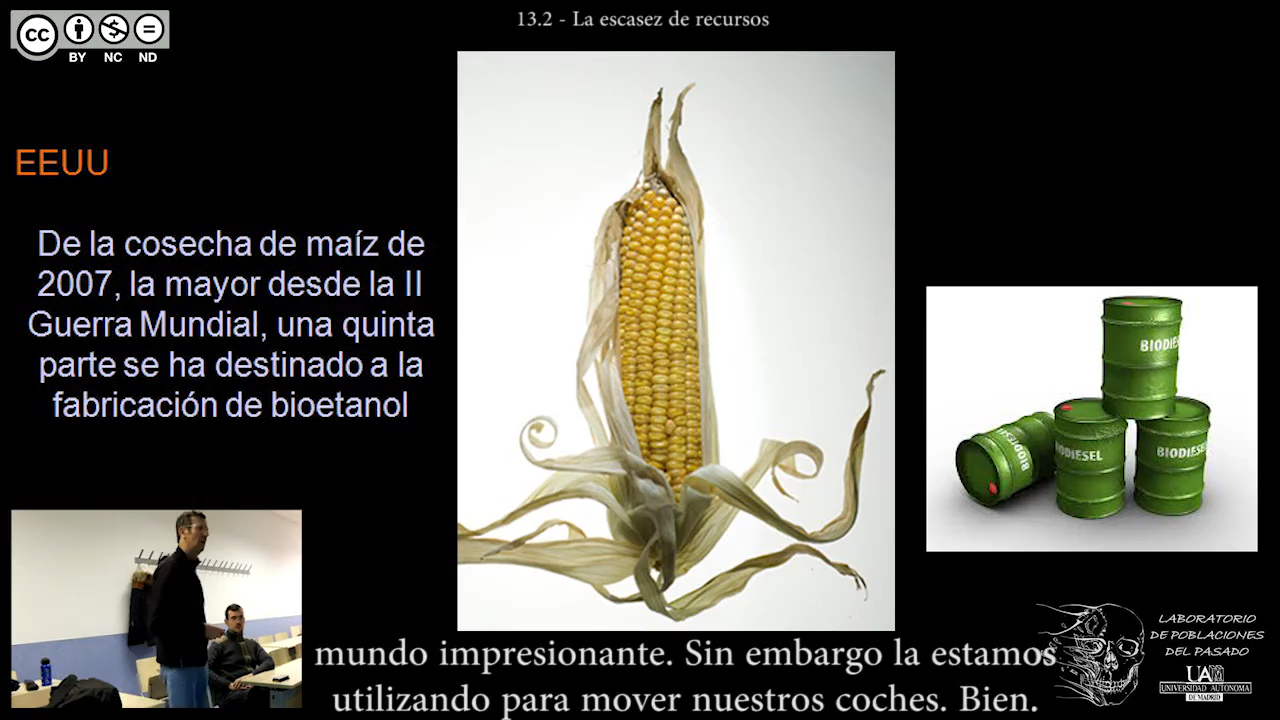 13.2 - La escasez de recursos
CC
BY NC ND
EEUU
De la cosecha de maíz de
2007, la mayor desde la II
Guerra Mundial, una quinta
parte se ha destinado a la
fabricación de bioetanol
BIODIESEL
BIODIESEL
BIODIESEL
BIODIESEL
LABORATORIO
DE POBLACIONES
DEL PASADO
UAM
UNIVERSIDAD AUTONOMA
DE MADRID
mundo impresionante. Sin embargo la estamos
utilizando para mover nuestros coches. Bien.